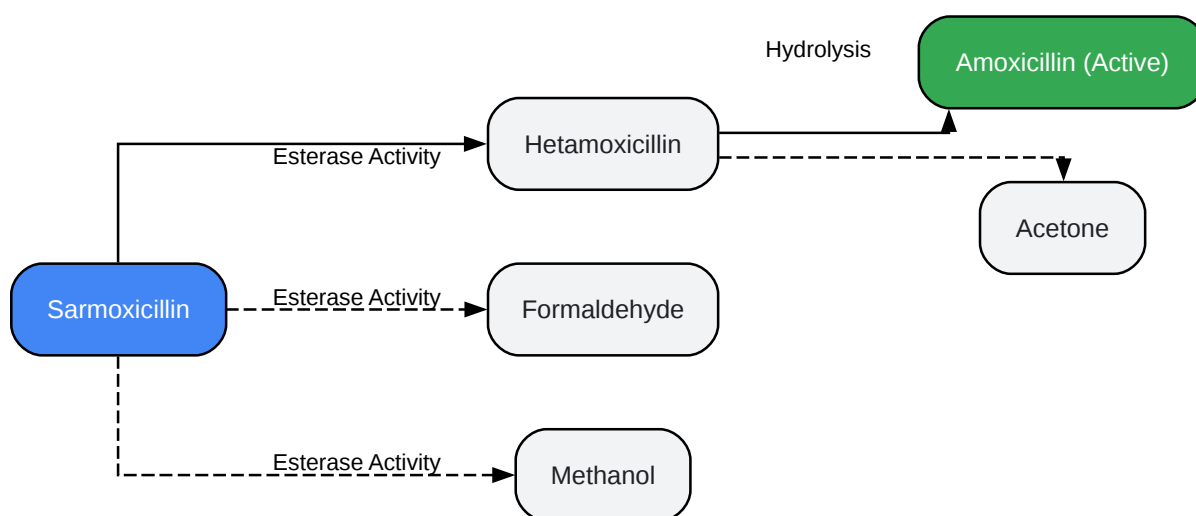 Hydrolysis
Amoxicillin (Active)
Hetamoxicillin
Esterase Activity
Acetone
Sarmoxicillin
Esterase Activity
Formaldehyde
Esterase Activity
Methanol